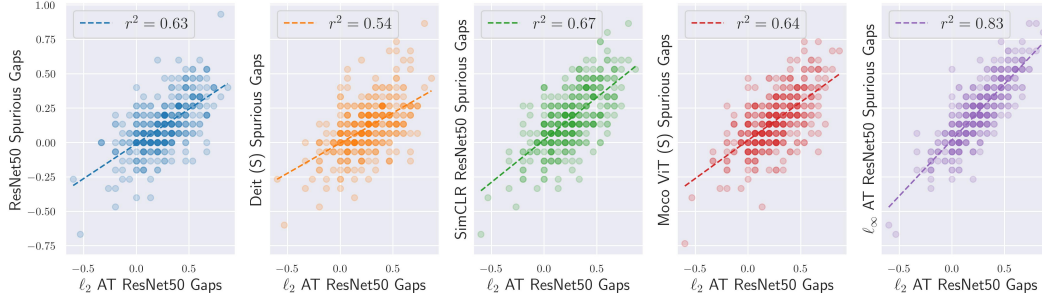 r² = 0.63
r² = 0.54
r² = 0.67
r² = 0.64
r² = 0.83
ResNet50 Spurious Gaps
1.00
0.75
0.50
0.25
0.00
−0.25
−0.50
−0.75
Deit (S) Spurious Gaps
SimCLR ResNet50 Spurious Gaps
Moco ViT (S) Spurious Gaps
ℓ∞ AT ResNet50 Spurious Gaps
−0.5 0.0 0.5
−0.5 0.0 0.5
−0.5 0.0 0.5
−0.5 0.0 0.5
−0.5 0.0 0.5
ℓ₂ AT ResNet50 Gaps
ℓ₂ AT ResNet50 Gaps
ℓ₂ AT ResNet50 Gaps
ℓ₂ AT ResNet50 Gaps
ℓ₂ AT ResNet50 Gaps